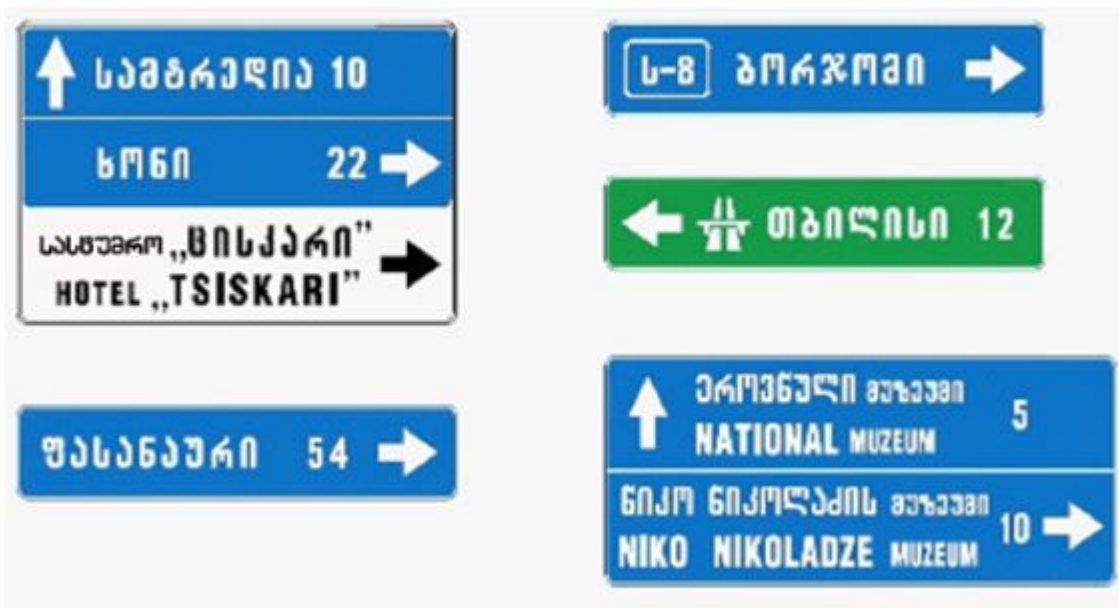 სამტრედია 10
ხონი 22
სასტუმრო „ცისკარი”
HOTEL „TSISKARI”
ფასანაური 54
ს-8 ბორჯომი
თბილისი 12
ეროვნული მუზეუმი 5
NATIONAL MUZEUM
ნიკო ნიკოლაძის მუზეუმი 10
NIKO NIKOLADZE MUZEUM